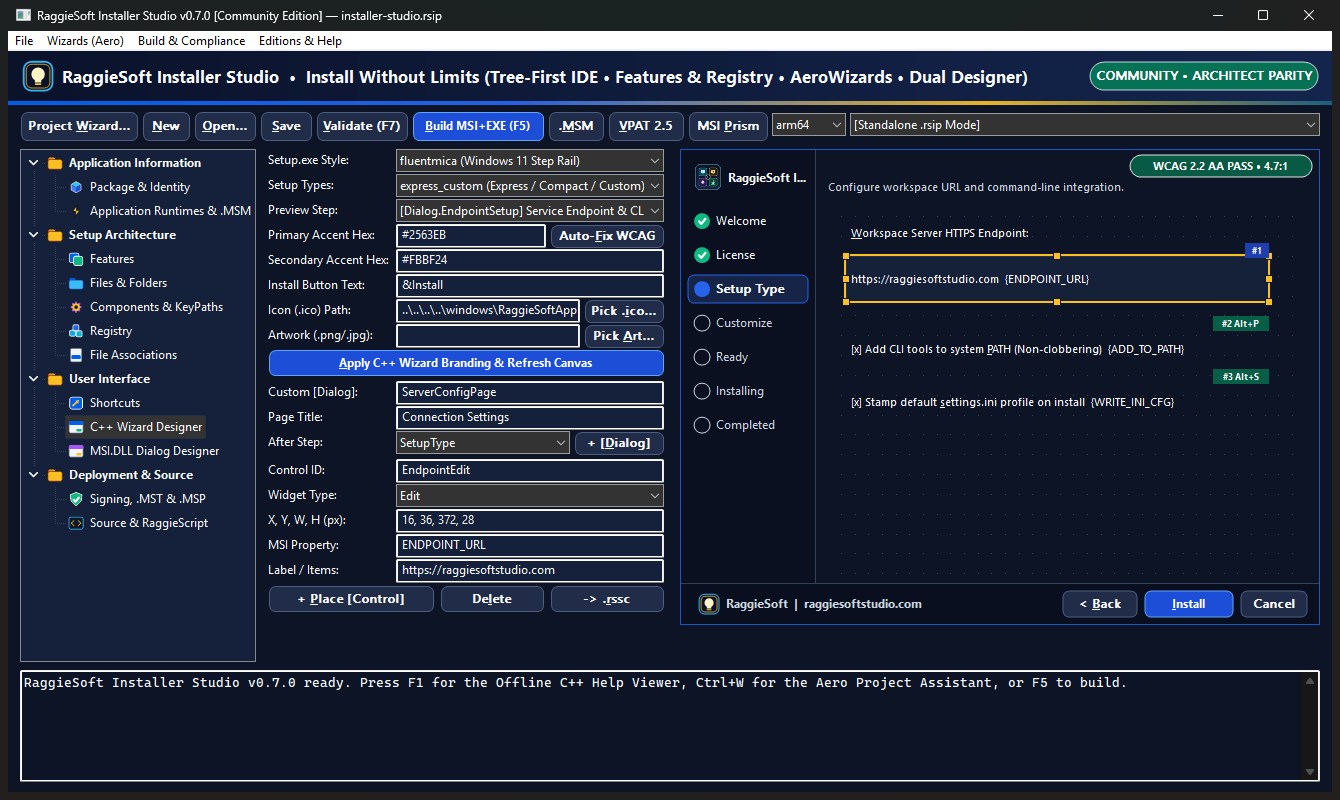 RaggieSoft Installer Studio v0.7.0 [Community Edition] — installer-studio.rsip
File Wizards (Aero) Build & Compliance Editions & Help
RaggieSoft Installer Studio • Install Without Limits (Tree-First IDE • Features & Registry • AeroWizards • Dual Designer)
COMMUNITY • ARCHITECT PARITY
Project Wizard... New Open... Save Validate (F7) Build MSI+EXE (F5) .MSM VPAT 2.5 MSI Prism arm64 [Standalone .rsip Mode]
Application Information
Package & Identity
Application Runtimes & .MSM
Setup Architecture
Features
Files & Folders
Components & KeyPaths
Registry
File Associations
User Interface
Shortcuts
C++ Wizard Designer
MSI.DLL Dialog Designer
Deployment & Source
Signing, .MST & .MSP
Source & RaggieScript
Setup.exe Style: fluentmica (Windows 11 Step Rail)
Setup Types: express_custom (Express / Compact / Custom)
Preview Step: [Dialog.EndpointSetup] Service Endpoint & CL
Primary Accent Hex: #2563EB Auto-Fix WCAG
Secondary Accent Hex: #FBBF24
Install Button Text: &Install
Icon (.ico) Path: ..\..\..\..\windows\RaggieSoftApp Pick .ico...
Artwork (.png/.jpg): Pick Art...
Apply C++ Wizard Branding & Refresh Canvas
Custom [Dialog]: ServerConfigPage
Page Title: Connection Settings
After Step: SetupType + [Dialog]
Control ID: EndpointEdit
Widget Type: Edit
X, Y, W, H (px): 16, 36, 372, 28
MSI Property: ENDPOINT_URL
Label / Items: https://raggiesoftstudio.com
+ Place [Control] Delete -> .rssc
RaggieSoft I...
Welcome
License
Setup Type
Customize
Ready
Installing
Completed
WCAG 2.2 AA PASS • 4.7:1
Configure workspace URL and command-line integration.
Workspace Server HTTPS Endpoint:
#1
https://raggiesoftstudio.com {ENDPOINT_URL}
#2 Alt+P
[x] Add CLI tools to system PATH (Non-clobbering) {ADD_TO_PATH}
#3 Alt+S
[x] Stamp default settings.ini profile on install {WRITE_INI_CFG}
RaggieSoft | raggiesoftstudio.com < Back Install Cancel
RaggieSoft Installer Studio v0.7.0 ready. Press F1 for the Offline C++ Help Viewer, Ctrl+W for the Aero Project Assistant, or F5 to build.